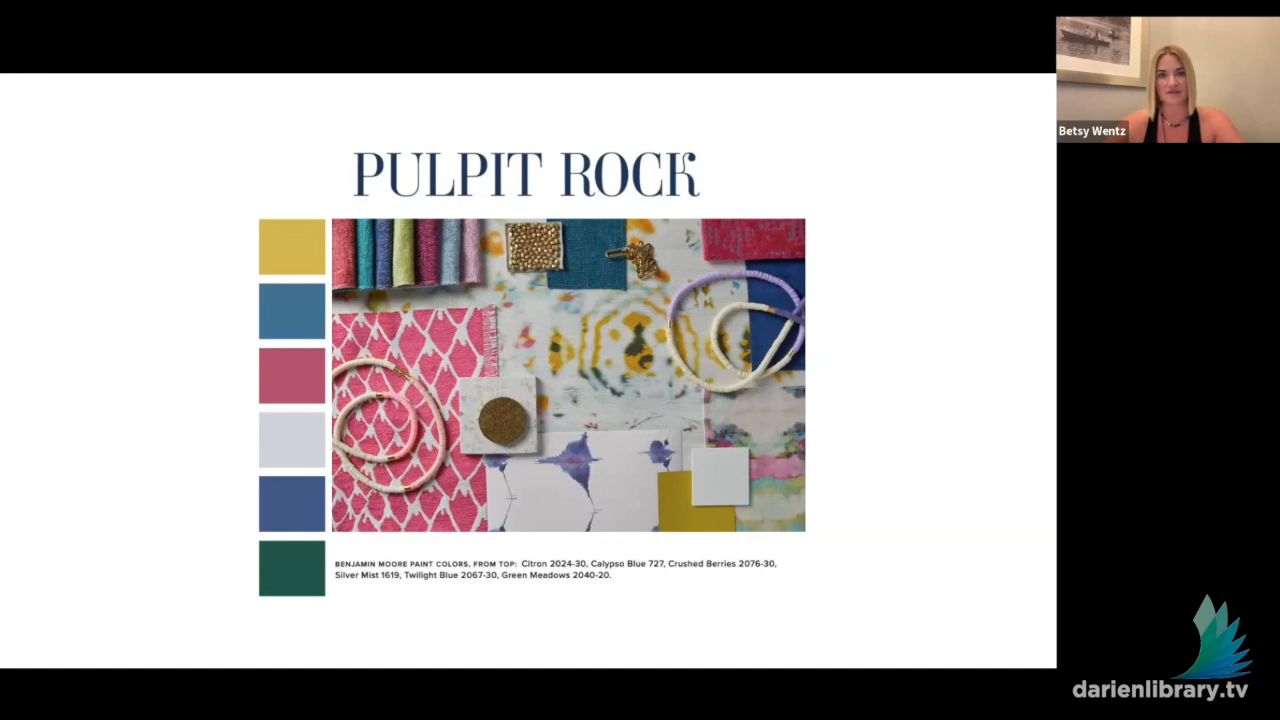 Betsy Wentz
PULPIT ROCK
BENJAMIN MOORE PAINT COLORS, FROM TOP: Citron 2024-30, Calypso Blue 727, Crushed Berries 2076-30,
Silver Mist 1619, Twilight Blue 2067-30, Green Meadows 2040-20.
darienlibrary.tv